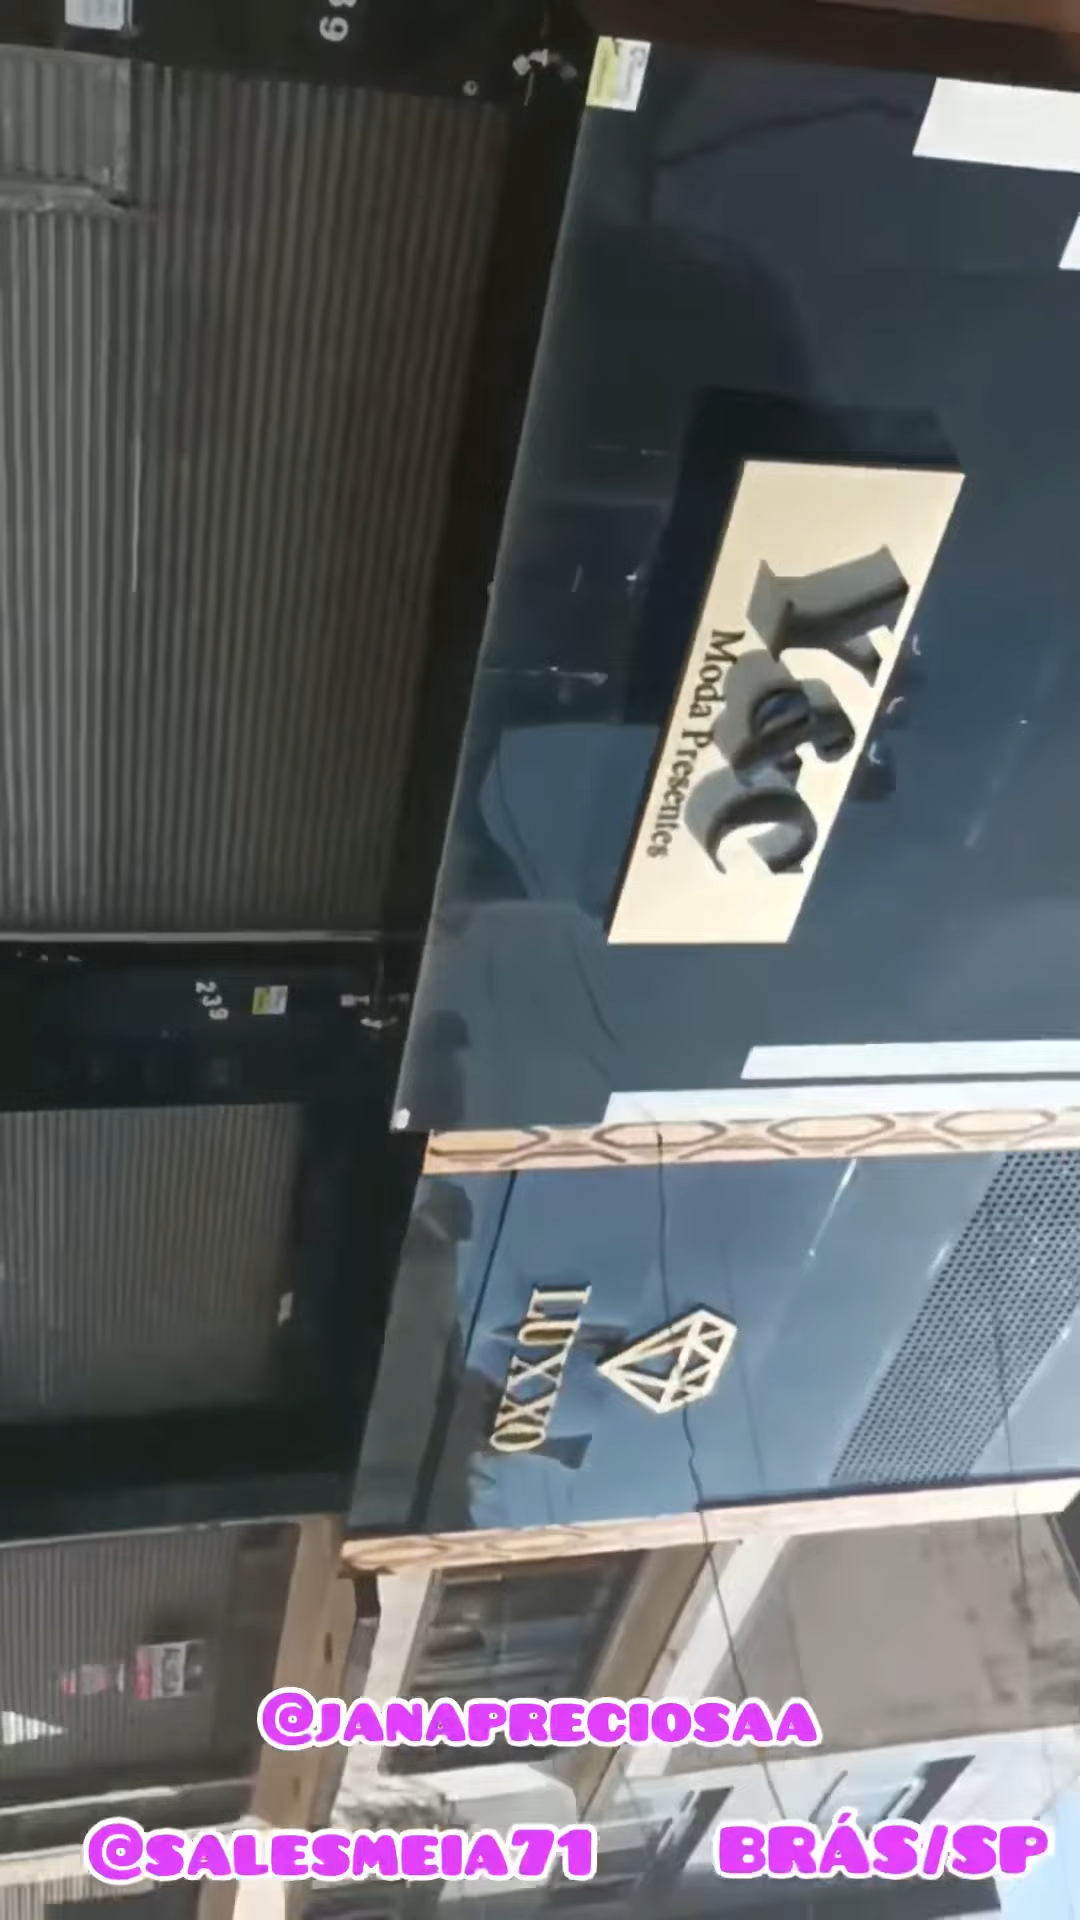 Y&C
Moda Presentes
239
LUXXO
@JANAPRECIOSAA
@SALESMEIA71
BRÁS/SP